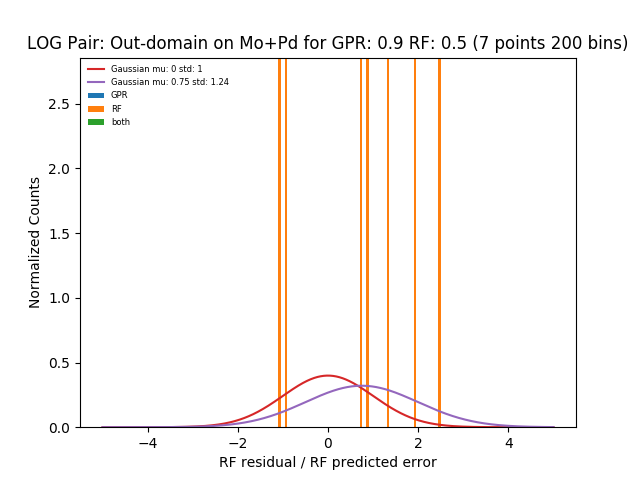 LOG Pair: Out-domain on Mo+Pd for GPR: 0.9 RF: 0.5 (7 points 200 bins)
Gaussian mu: 0 std: 1
Gaussian mu: 0.75 std: 1.24
GPR
RF
both
Normalized Counts
2.5
2.0
1.5
1.0
0.5
0.0
−4 −2 0 2 4
RF residual / RF predicted error